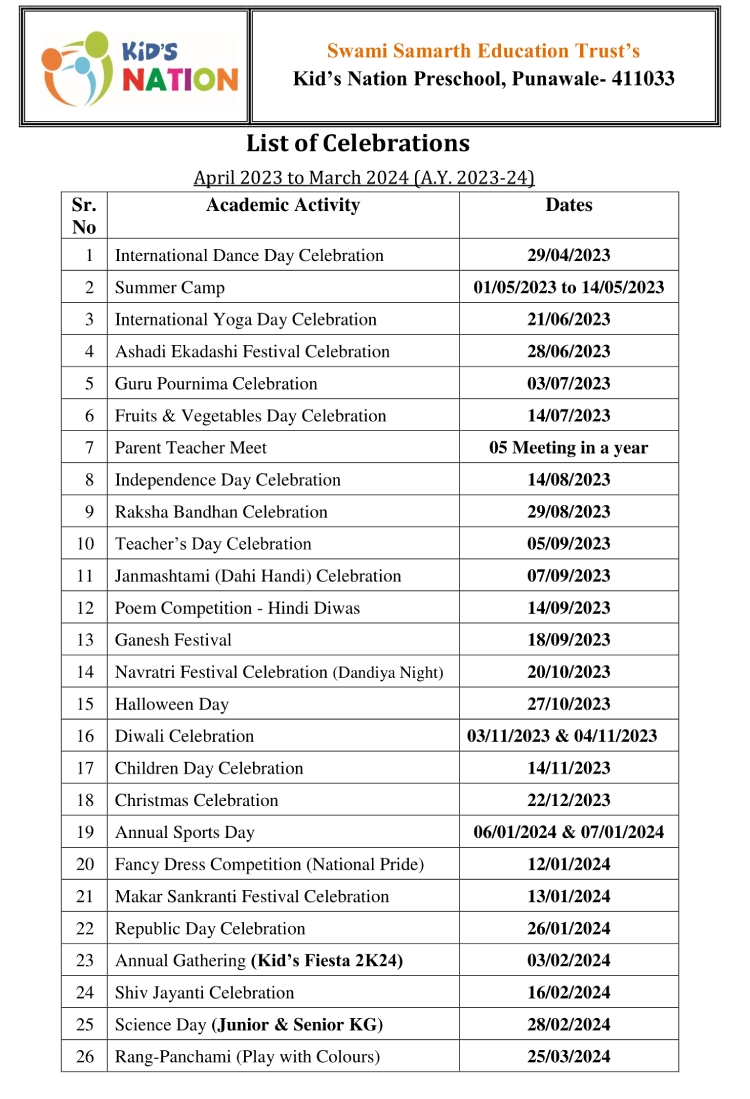 KiD'S
NATION
Swami Samarth Education Trust's
Kid's Nation Preschool, Punawale- 411033
List of Celebrations
April 2023 to March 2024 (A.Y. 2023-24)
Sr. No Academic Activity Dates
1 International Dance Day Celebration 29/04/2023
2 Summer Camp 01/05/2023 to 14/05/2023
3 International Yoga Day Celebration 21/06/2023
4 Ashadi Ekadashi Festival Celebration 28/06/2023
5 Guru Pournima Celebration 03/07/2023
6 Fruits & Vegetables Day Celebration 14/07/2023
7 Parent Teacher Meet 05 Meeting in a year
8 Independence Day Celebration 14/08/2023
9 Raksha Bandhan Celebration 29/08/2023
10 Teacher's Day Celebration 05/09/2023
11 Janmashtami (Dahi Handi) Celebration 07/09/2023
12 Poem Competition - Hindi Diwas 14/09/2023
13 Ganesh Festival 18/09/2023
14 Navratri Festival Celebration (Dandiya Night) 20/10/2023
15 Halloween Day 27/10/2023
16 Diwali Celebration 03/11/2023 & 04/11/2023
17 Children Day Celebration 14/11/2023
18 Christmas Celebration 22/12/2023
19 Annual Sports Day 06/01/2024 & 07/01/2024
20 Fancy Dress Competition (National Pride) 12/01/2024
21 Makar Sankranti Festival Celebration 13/01/2024
22 Republic Day Celebration 26/01/2024
23 Annual Gathering (Kid's Fiesta 2K24) 03/02/2024
24 Shiv Jayanti Celebration 16/02/2024
25 Science Day (Junior & Senior KG) 28/02/2024
26 Rang-Panchami (Play with Colours) 25/03/2024